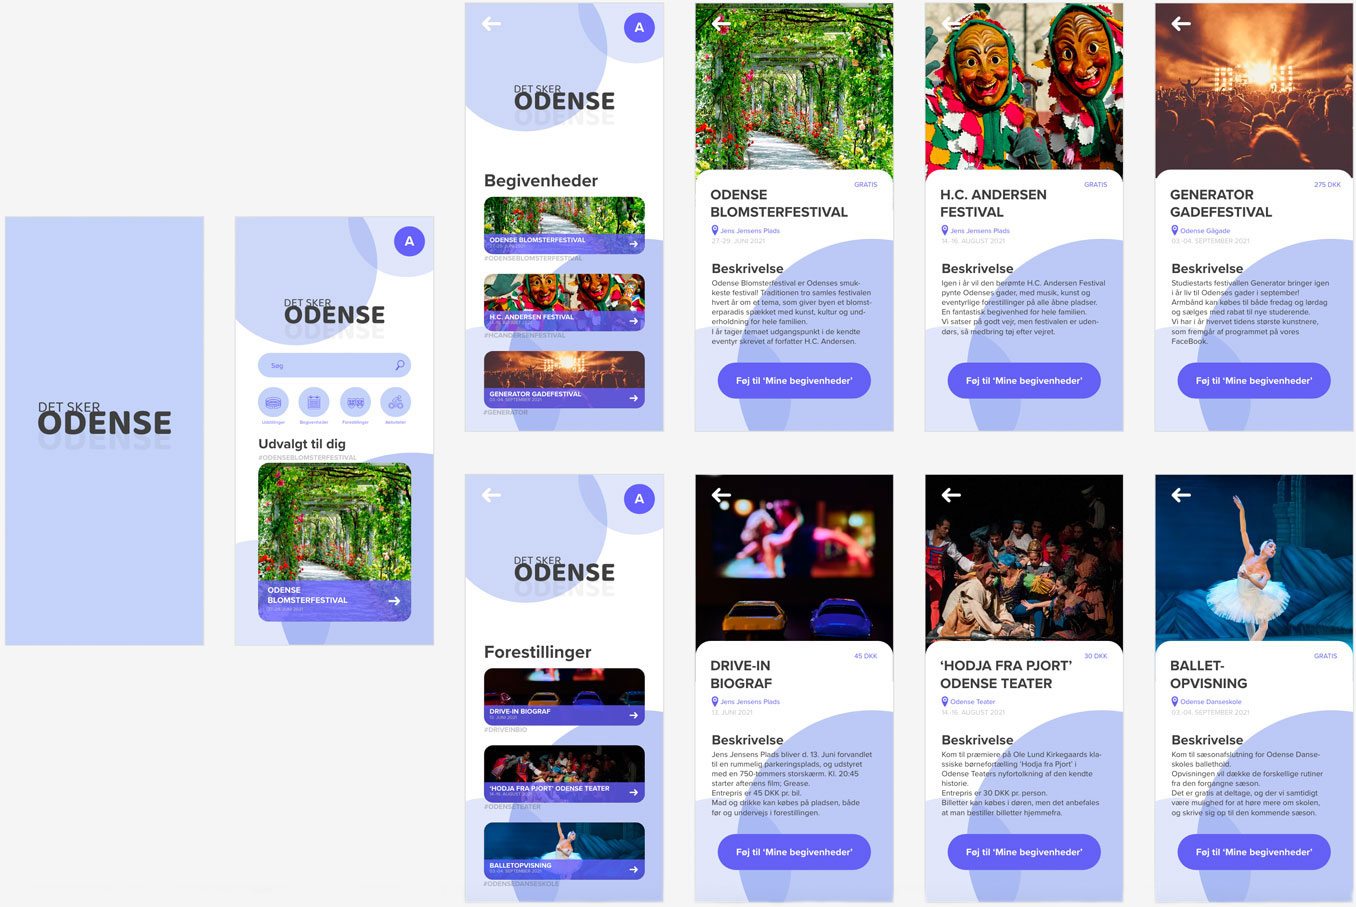 DET SKER
ODENSE
A
DET SKER
ODENSE
Søg
Udstillinger
Begivenheder
Forestillinger
Aktiviteter
Udvalgt til dig
#ODENSEBLOMSTERFESTIVAL
ODENSE
BLOMSTERFESTIVAL
27-29. JUNI 2021
A
DET SKER
ODENSE
Begivenheder
ODENSE BLOMSTERFESTIVAL
27-29. JUNI 2021
#ODENSEBLOMSTERFESTIVAL
H.C. ANDERSEN FESTIVAL
14-16. AUGUST 2021
#HCANDERSENFESTIVAL
GENERATOR GADEFESTIVAL
03.-04. SEPTEMBER 2021
#GENERATOR
GRATIS
ODENSE
BLOMSTERFESTIVAL
Jens Jensens Plads
27-29. JUNI 2021
Beskrivelse
Odense Blomsterfestival er Odenses smuk-
keste festival! Traditionen tro samles festivalen
hvert år om et tema, som giver byen et blomst-
erparadis spækket med kunst, kultur og und-
erholdning for hele familien.
I år tager temaet udgangspunkt i de kendte
eventyr skrevet af forfatter H.C. Andersen.
Føj til ‘Mine begivenheder’
GRATIS
H.C. ANDERSEN
FESTIVAL
Jens Jensens Plads
14-16. AUGUST 2021
Beskrivelse
Igen i år vil den berømte H.C. Andersen Festival
pynte Odenses gader, med musik, kunst og
eventyrlige forestillinger på alle åbne pladser.
En fantastisk begivenhed for hele familien.
Vi satser på godt vejr, men festivalen er uden-
dørs, så medbring tøj efter vejret.
Føj til ‘Mine begivenheder’
275 DKK
GENERATOR
GADEFESTIVAL
Odense Gågade
03.-04. SEPTEMBER 2021
Beskrivelse
Studiestarts festivallen Generator bringer igen
i år liv til Odenses gader i september!
Armbånd kan købes til både fredag og lørdag
og sælges med rabat til nye studerende.
Vi har i år hvervet tidens største kunstnere,
som fremgår af programmet på vores
FaceBook.
Føj til ‘Mine begivenheder’
A
DET SKER
ODENSE
Forestillinger
DRIVE-IN BIOGRAF
13. JUNI 2021
#DRIVEINBIO
‘HODJA FRA PJORT’ ODENSE TEATER
14-16. AUGUST 2021
#ODENSETEATER
BALLETOPVISNING
03.-04. SEPTEMBER 2021
#ODENSEDANSESKOLE
45 DKK
DRIVE-IN
BIOGRAF
Jens Jensens Plads
13. JUNI 2021
Beskrivelse
Jens Jensens Plads bliver d. 13. Juni forvandlet
til en rummelig parkeringsplads, og udstyret
med en 750-tommers storskærm. Kl. 20:45
starter aftenens film; Grease.
Entrepris er 45 DKK pr. bil.
Mad og drikke kan købes på pladsen, både
før og undervejs i forestillingen.
Føj til ‘Mine begivenheder’
30 DKK
‘HODJA FRA PJORT’
ODENSE TEATER
Odense Teater
14-16. AUGUST 2021
Beskrivelse
Kom til præmiere på Ole Lund Kirkegaards kla-
ssiske børnefortælling ‘Hodja fra Pjort’ i
Odense Teaters nyfortolkning af den kendte
historie.
Entrepris er 30 DKK pr. person.
Billetter kan købes i døren, men det anbefales
at man bestiller billetter hjemmefra.
Føj til ‘Mine begivenheder’
GRATIS
BALLET-
OPVISNING
Odense Danseskole
03.-04. SEPTEMBER 2021
Beskrivelse
Kom til sæsonafslutning for Odense Danse-
skoles ballethold.
Opvisningen vil dække de forskellige rutiner
fra den forgangne sæson.
Det er gratis at deltage, og der vi samtidigt
være mulighed for at høre mere om skolen,
og skrive sig op til den kommende sæson.
Føj til ‘Mine begivenheder’